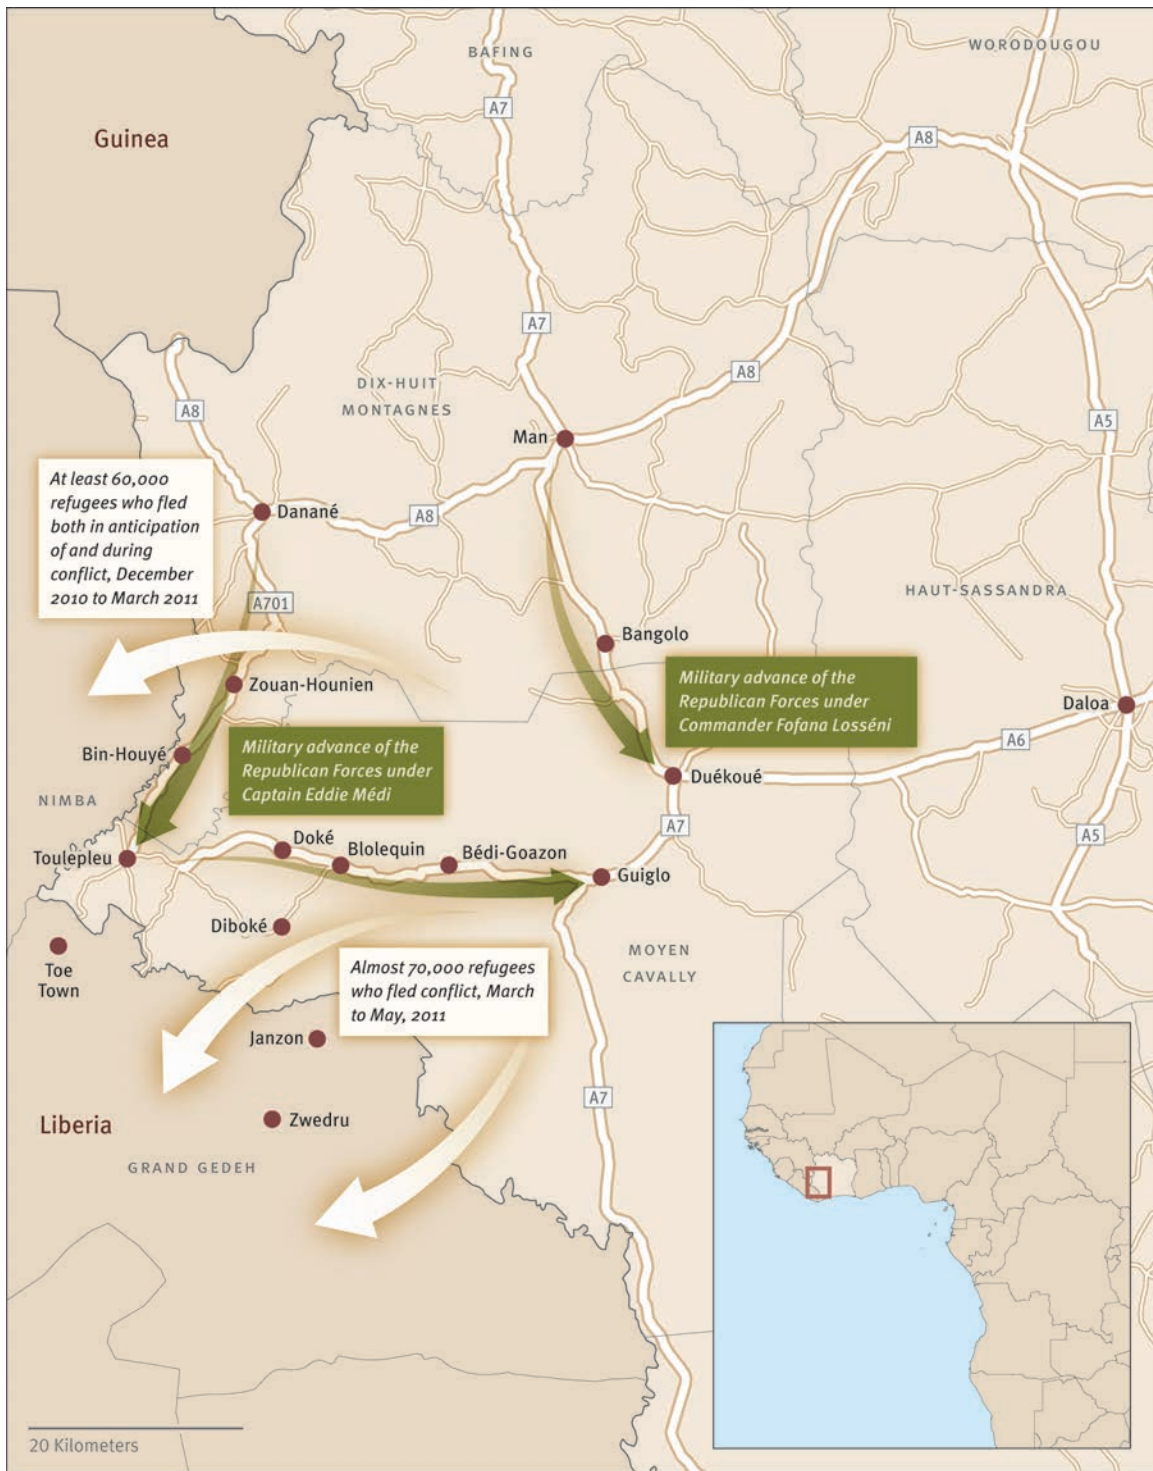 BAFING
WORODOUGOU
A7
Guinea
A8
A7
A8
DIX-HUIT
MONTAGNES
A8
A5
Man
At least 60,000
refugees who fled
both in anticipation
of and during
conflict, December
2010 to March 2011
Danané
A8
A701
HAUT-SASSANDRA
Bangolo
Zouan-Hounien
Military advance of the
Republican Forces under
Commander Fofana Losséni
Daloa
Bin-Houyé
Military advance of the
Republican Forces under
Captain Eddie Médi
A6
Duékoué
NIMBA
A7
A5
Toulepleu
Doké
Blolequin
Bédi-Goazon
Guiglo
Diboké
Toe
Town
MOYEN
CAVALLY
Almost 70,000 refugees
who fled conflict, March
to May, 2011
Janzon
A7
Liberia
Zwedru
GRAND GEDEH
20 Kilometers